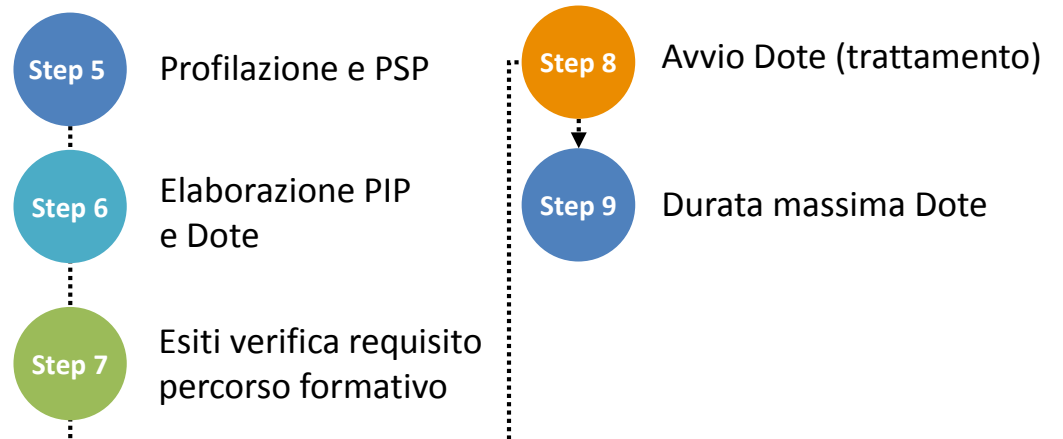 Step 5
Profilazione e PSP
Step 6
Elaborazione PIP
e Dote
Step 7
Esiti verifica requisito
percorso formativo
Step 8
Avvio Dote (trattamento)
Step 9
Durata massima Dote